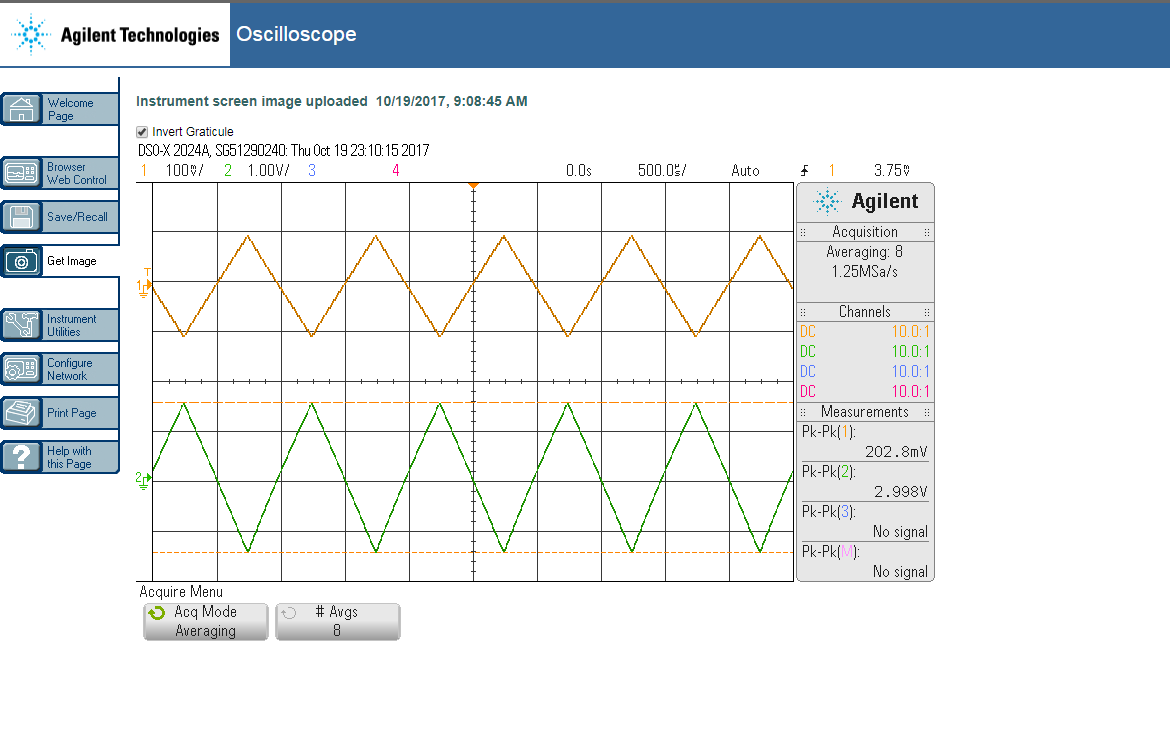 Agilent Technologies
Oscilloscope
Welcome
Page
Browser
Web Control
Save/Recall
Get Image
Instrument
Utilities
Configure
Network
Print Page
Help with
this Page
Instrument screen image uploaded 10/19/2017, 9:08:45 AM
Invert Graticule
DSO-X 2024A, SG51290240: Thu Oct 19 23:10:15 2017
1 100mV/ 2 1.00V/ 3 4 0.0s 500.0us/ Auto 1 3.75mV
T
1
2
Agilent
Acquisition
Averaging: 8
1.25MSa/s
Channels
DC 10.0:1
DC 10.0:1
DC 10.0:1
DC 10.0:1
Measurements
Pk-Pk(1):
202.8mV
Pk-Pk(2):
2.998V
Pk-Pk(3):
No signal
Pk-Pk(M):
No signal
Acquire Menu
Acq Mode
Averaging
# Avgs
8